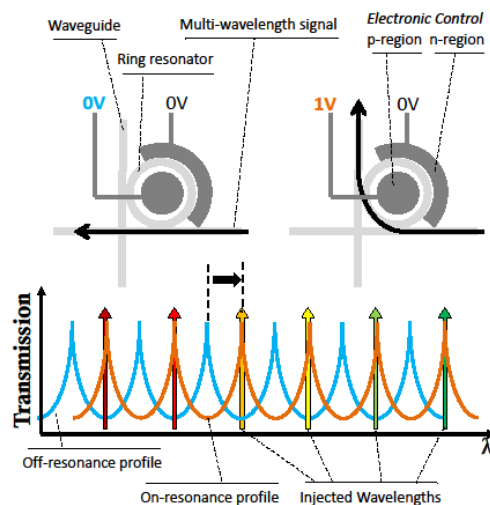 Waveguide
Multi-wavelength signal
Electronic Control
p-region n-region
Ring resonator
0V
0V
1V
0V
Transmission
λ
Off-resonance profile
On-resonance profile
Injected Wavelengths